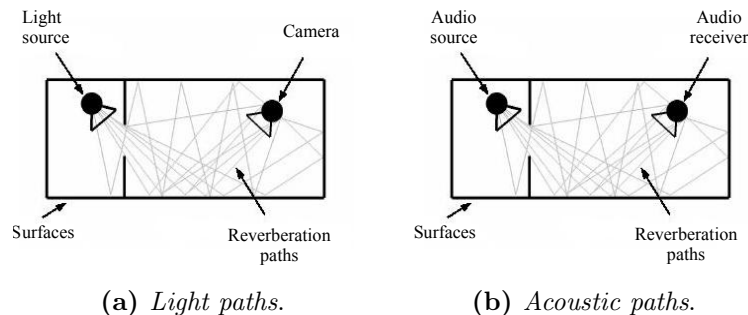 Light
source
Camera
Surfaces
Reverberation
paths
(a) Light paths.
Audio
source
Audio
receiver
Surfaces
Reverberation
paths
(b) Acoustic paths.